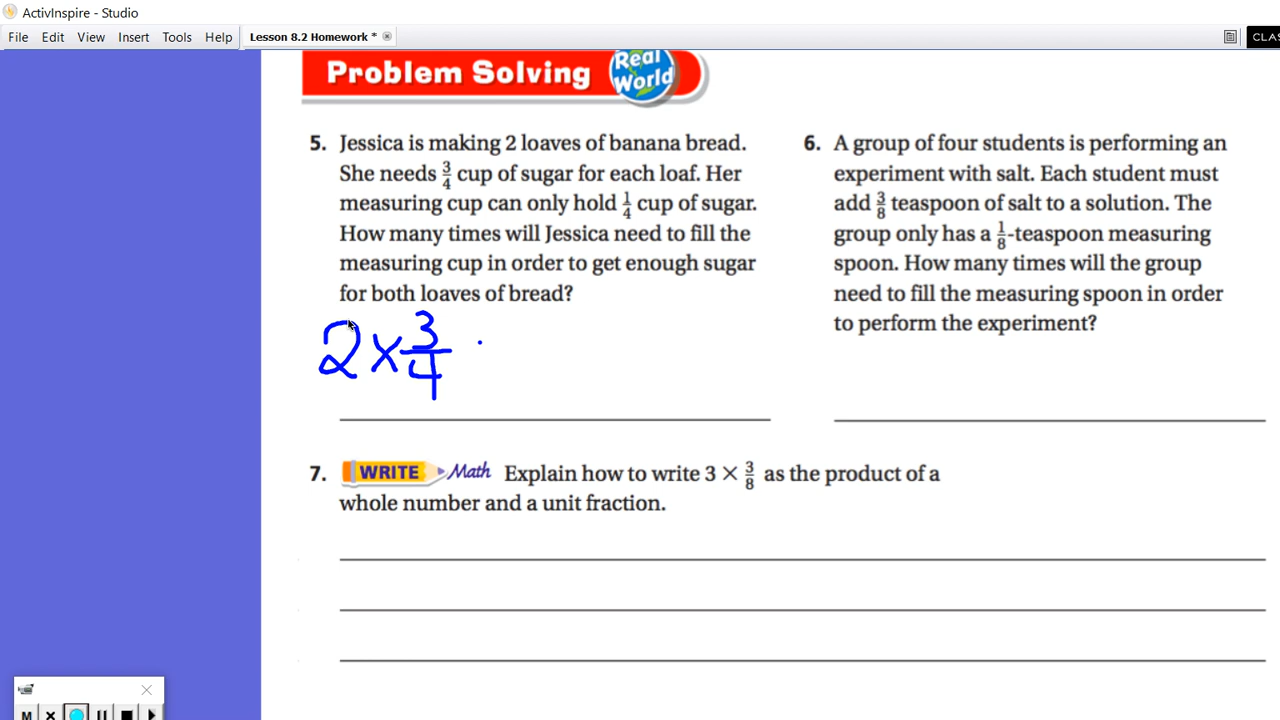 ActivInspire - Studio
File Edit View Insert Tools Help Lesson 8.2 Homework *
Problem Solving Real World
5. Jessica is making 2 loaves of banana bread.
She needs 3/4 cup of sugar for each loaf. Her
measuring cup can only hold 1/4 cup of sugar.
How many times will Jessica need to fill the
measuring cup in order to get enough sugar
for both loaves of bread?
2 × 3/4
6. A group of four students is performing an
experiment with salt. Each student must
add 3/8 teaspoon of salt to a solution. The
group only has a 1/8-teaspoon measuring
spoon. How many times will the group
need to fill the measuring spoon in order
to perform the experiment?
7. WRITE Math Explain how to write 3 × 3/8 as the product of a
whole number and a unit fraction.
M